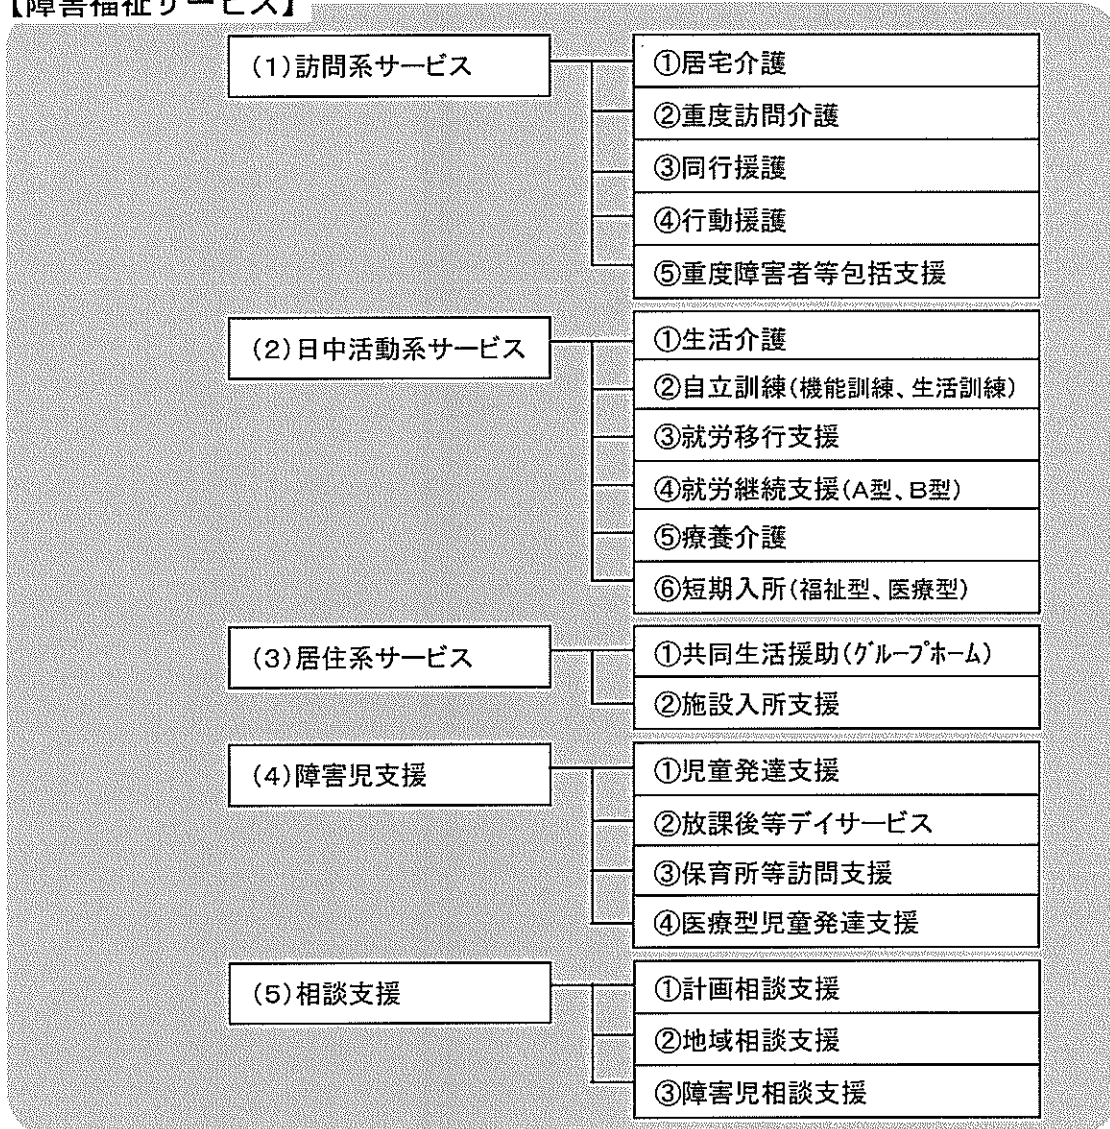 【障害福祉サービス】
(1)訪問系サービス
①居宅介護
②重度訪問介護
③同行援護
④行動援護
⑤重度障害者等包括支援
(2)日中活動系サービス
①生活介護
②自立訓練(機能訓練、生活訓練)
③就労移行支援
④就労継続支援(A型、B型)
⑤療養介護
⑥短期入所(福祉型、医療型)
(3)居住系サービス
①共同生活援助(ｸﾞﾙｰﾌﾟﾎｰﾑ)
②施設入所支援
(4)障害児支援
①児童発達支援
②放課後等デイサービス
③保育所等訪問支援
④医療型児童発達支援
(5)相談支援
①計画相談支援
②地域相談支援
③障害児相談支援